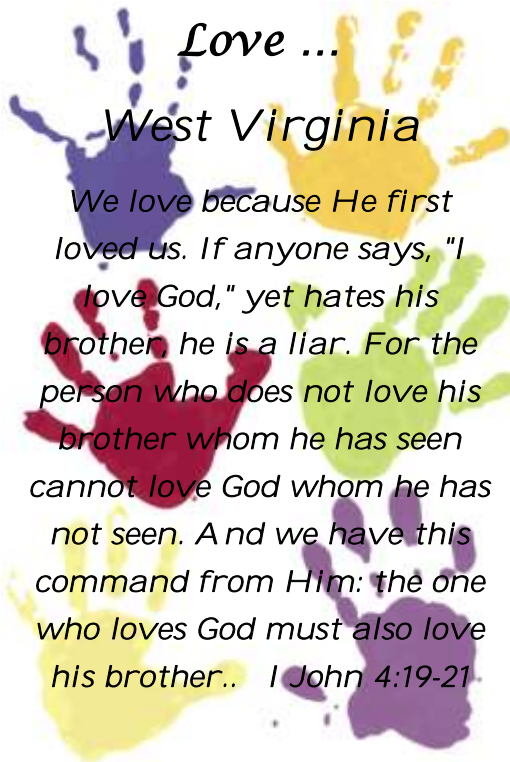 Love ...
West Virginia
We love because He first
loved us. If anyone says, "I
love God," yet hates his
brother, he is a liar. For the
person who does not love his
brother whom he has seen
cannot love God whom he has
not seen. And we have this
command from Him: the one
who loves God must also love
his brother.. I John 4:19-21